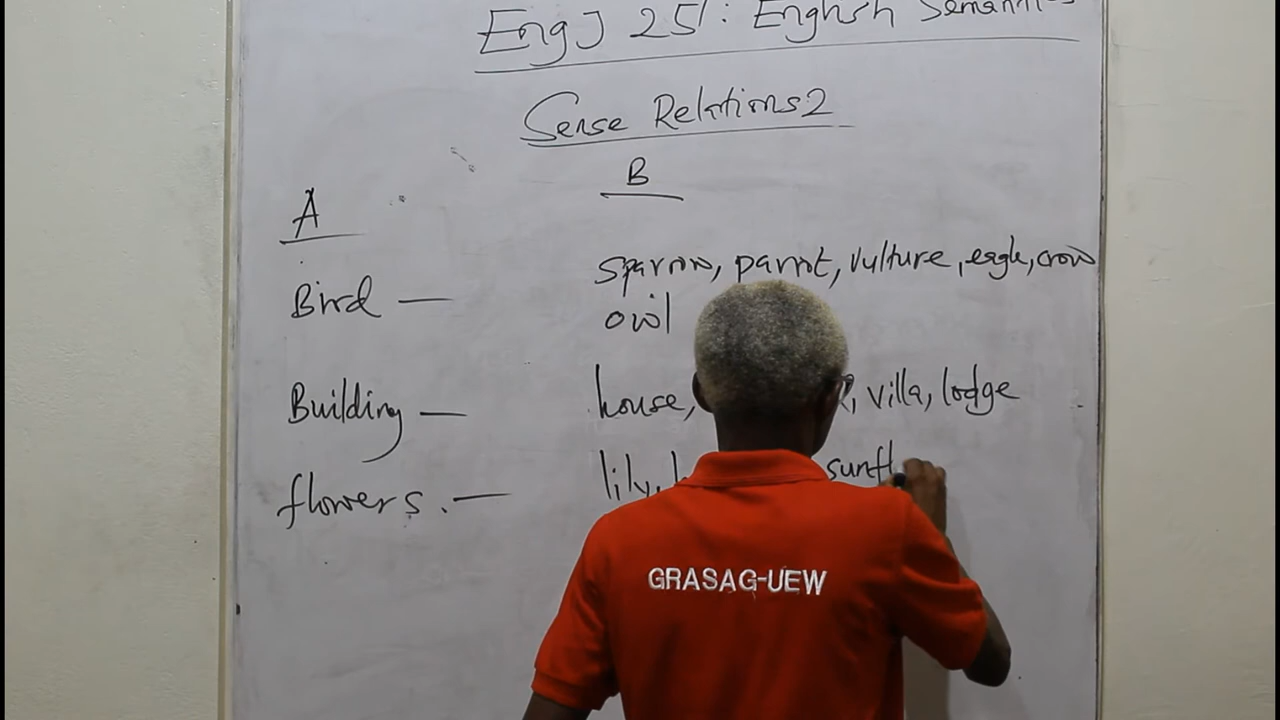 EngJ 251: English Semantics
Sense Relations 2
A
B
Bird — sparrow, parrot, vulture, eagle, crow
owl
Building — house, villa, lodge
flowers. — lily, sunfl
GRASAG-UEW